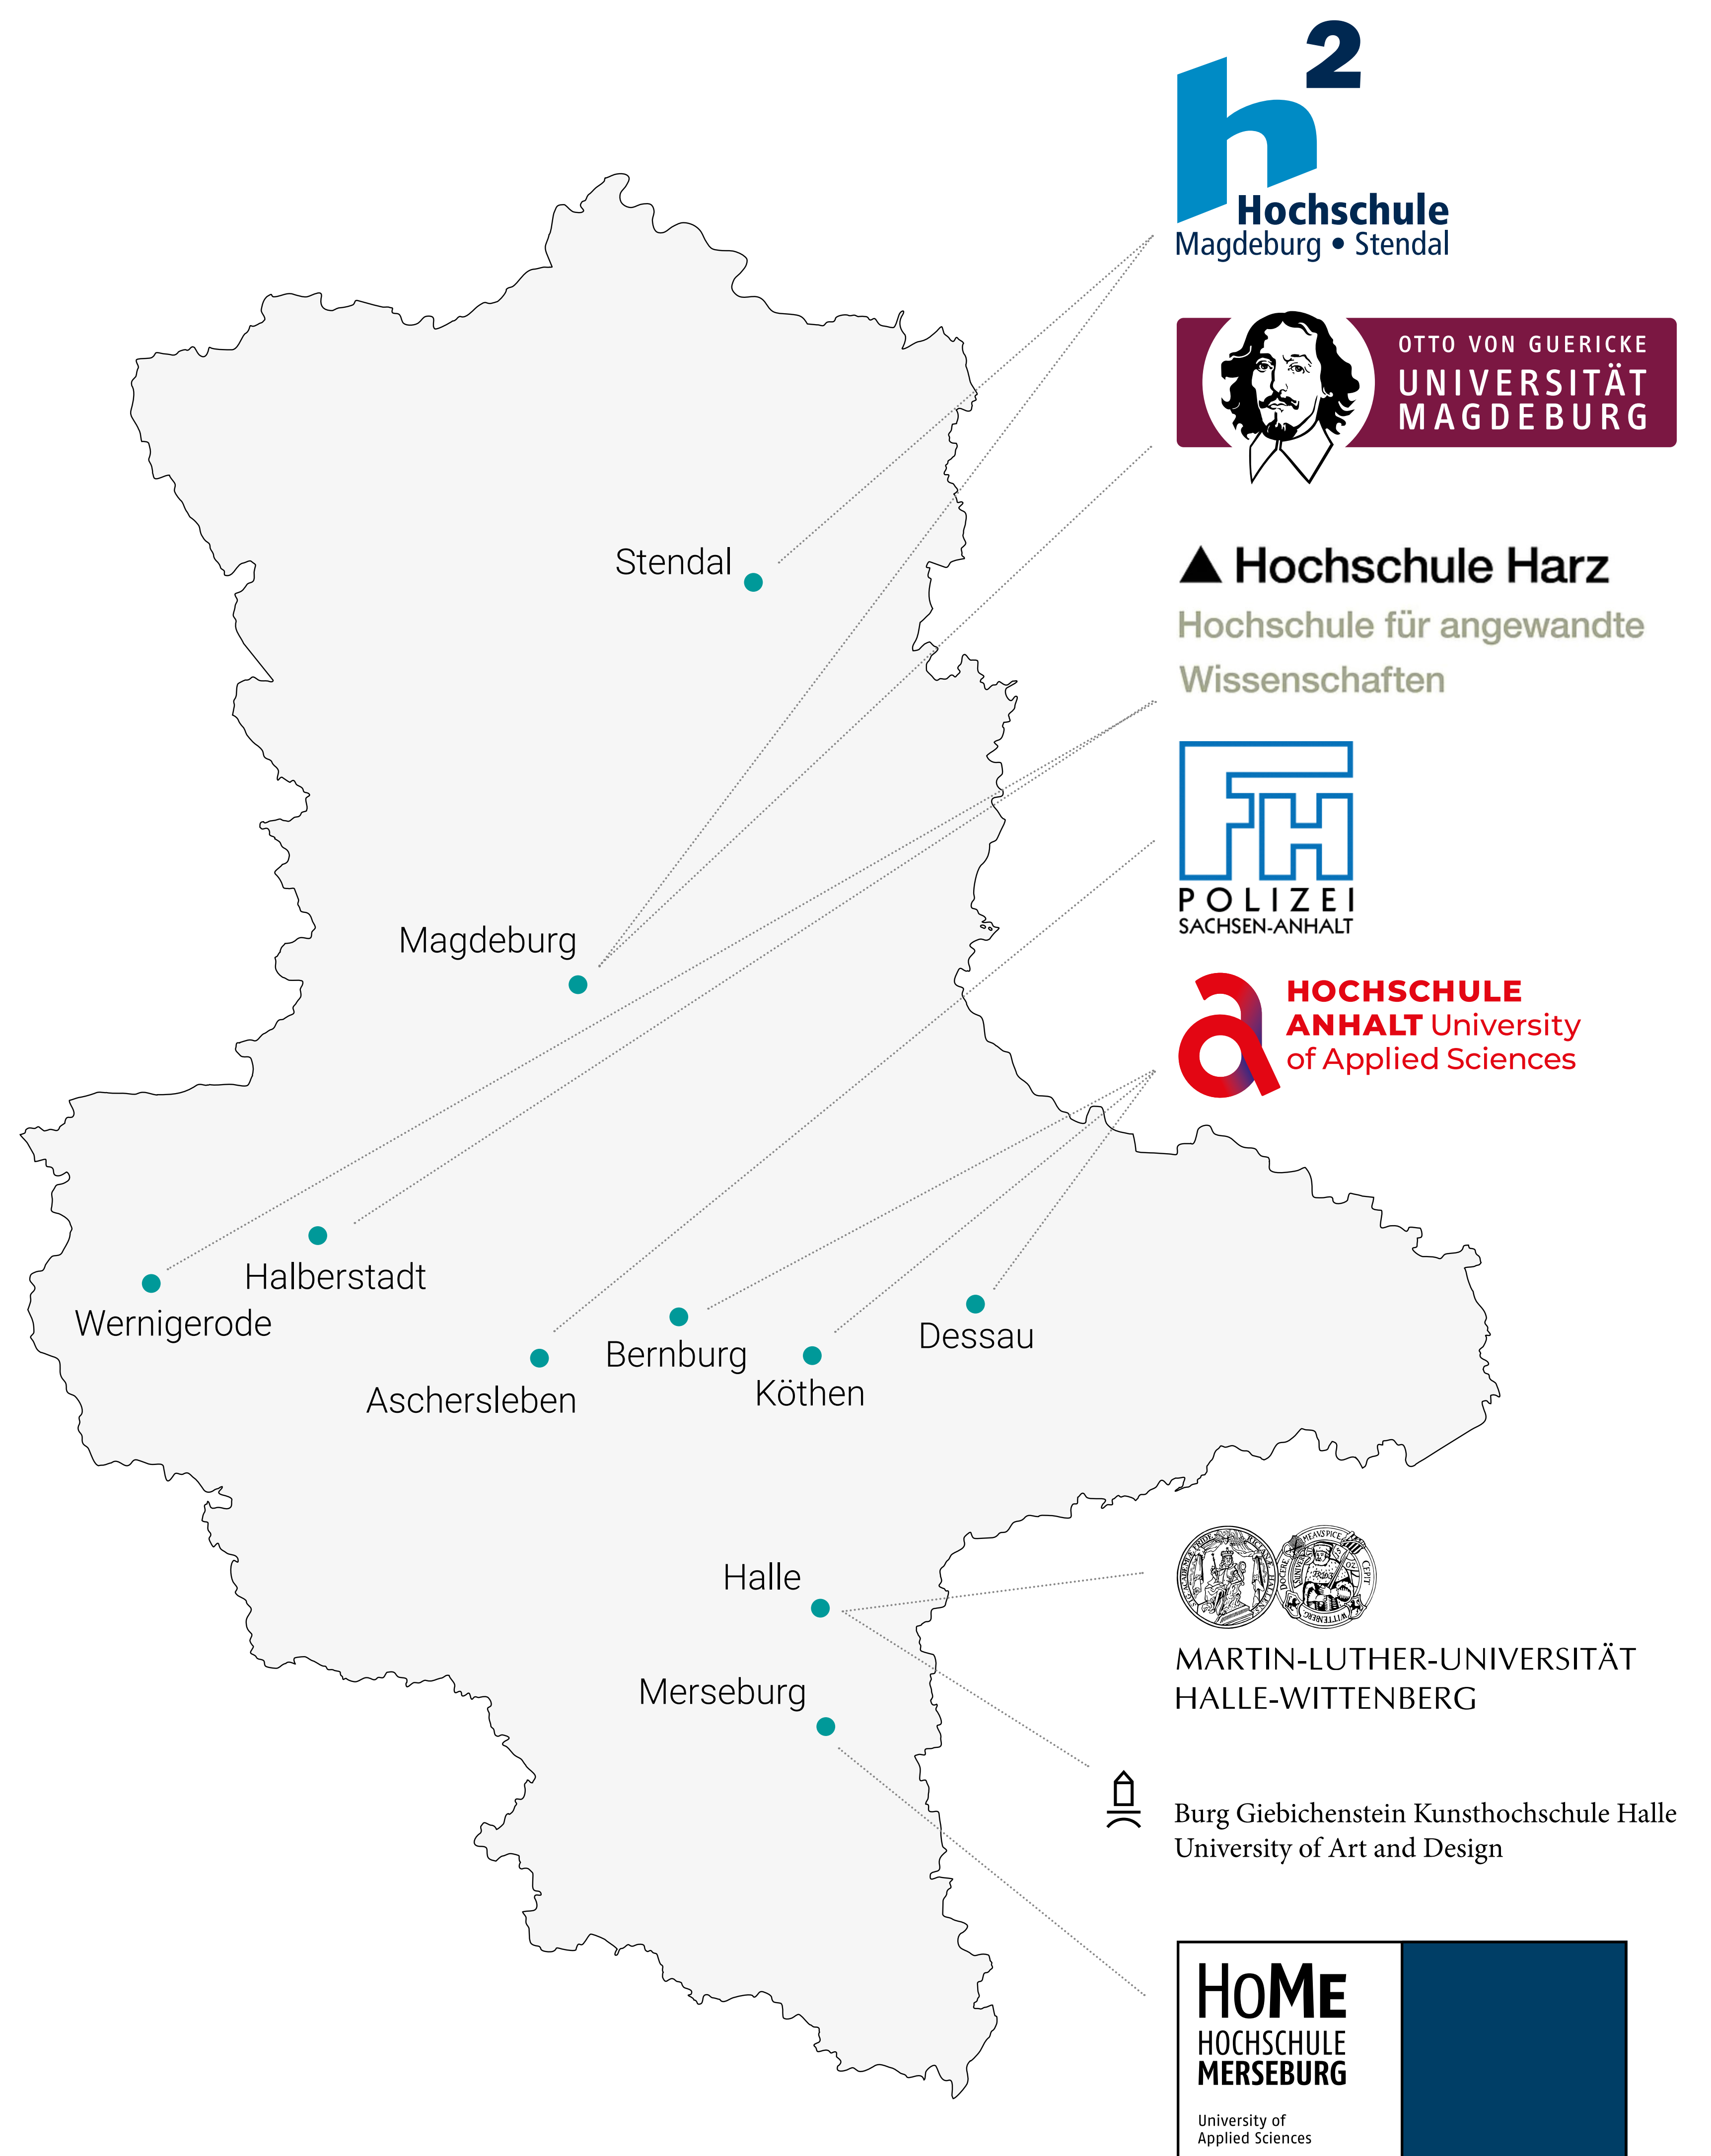 h2
Hochschule
Magdeburg • Stendal
OTTO VON GUERICKE
UNIVERSITÄT
MAGDEBURG
Hochschule Harz
Hochschule für angewandte
Wissenschaften
FH
POLIZEI
SACHSEN-ANHALT
HOCHSCHULE
ANHALT University
of Applied Sciences
Stendal
Magdeburg
Halberstadt
Wernigerode
Dessau
Bernburg
Köthen
Aschersleben
Halle
Merseburg
MARTIN-LUTHER-UNIVERSITÄT
HALLE-WITTENBERG
Burg Giebichenstein Kunsthochschule Halle
University of Art and Design
HOME
HOCHSCHULE
MERSEBURG
University of
Applied Sciences